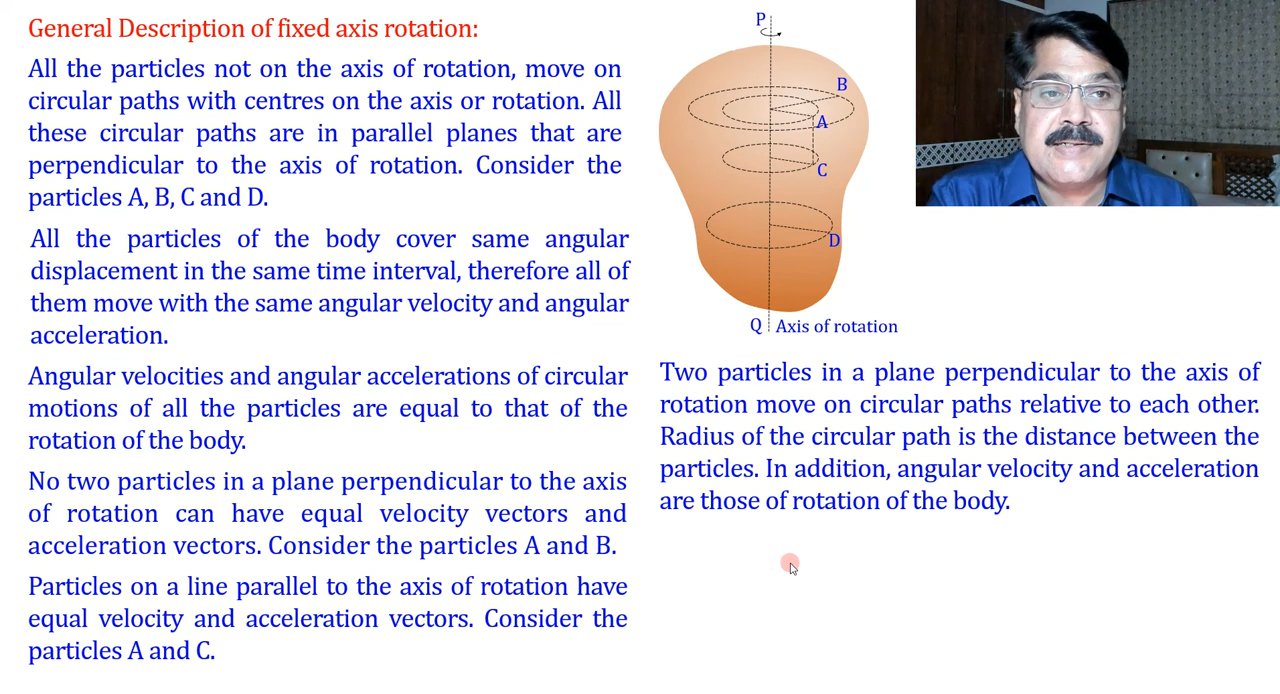 General Description of fixed axis rotation:
All the particles not on the axis of rotation, move on
circular paths with centres on the axis or rotation. All
these circular paths are in parallel planes that are
perpendicular to the axis of rotation. Consider the
particles A, B, C and D.
All the particles of the body cover same angular
displacement in the same time interval, therefore all of
them move with the same angular velocity and angular
acceleration.
Angular velocities and angular accelerations of circular
motions of all the particles are equal to that of the
rotation of the body.
No two particles in a plane perpendicular to the axis
of rotation can have equal velocity vectors and
acceleration vectors. Consider the particles A and B.
Particles on a line parallel to the axis of rotation have
equal velocity and acceleration vectors. Consider the
particles A and C.
P
B
A
C
D
Q Axis of rotation
Two particles in a plane perpendicular to the axis of
rotation move on circular paths relative to each other.
Radius of the circular path is the distance between the
particles. In addition, angular velocity and acceleration
are those of rotation of the body.